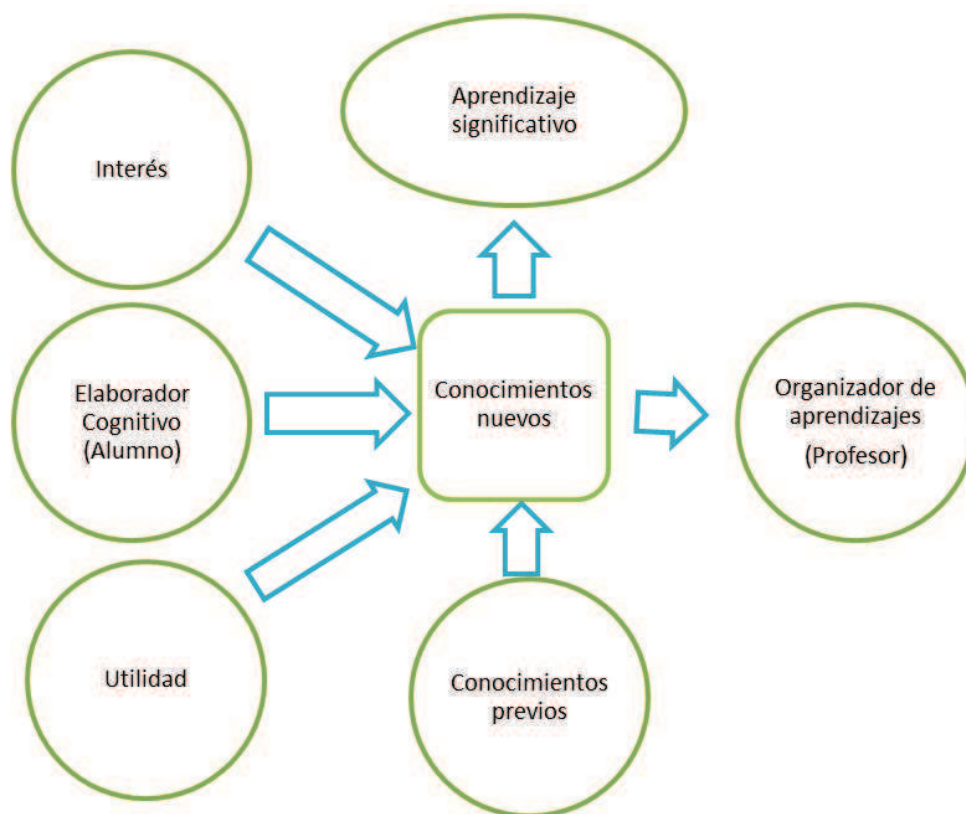 Aprendizaje
significativo
Interés
Elaborador
Cognitivo
(Alumno)
Conocimientos
nuevos
Organizador de
aprendizajes
(Profesor)
Utilidad
Conocimientos
previos